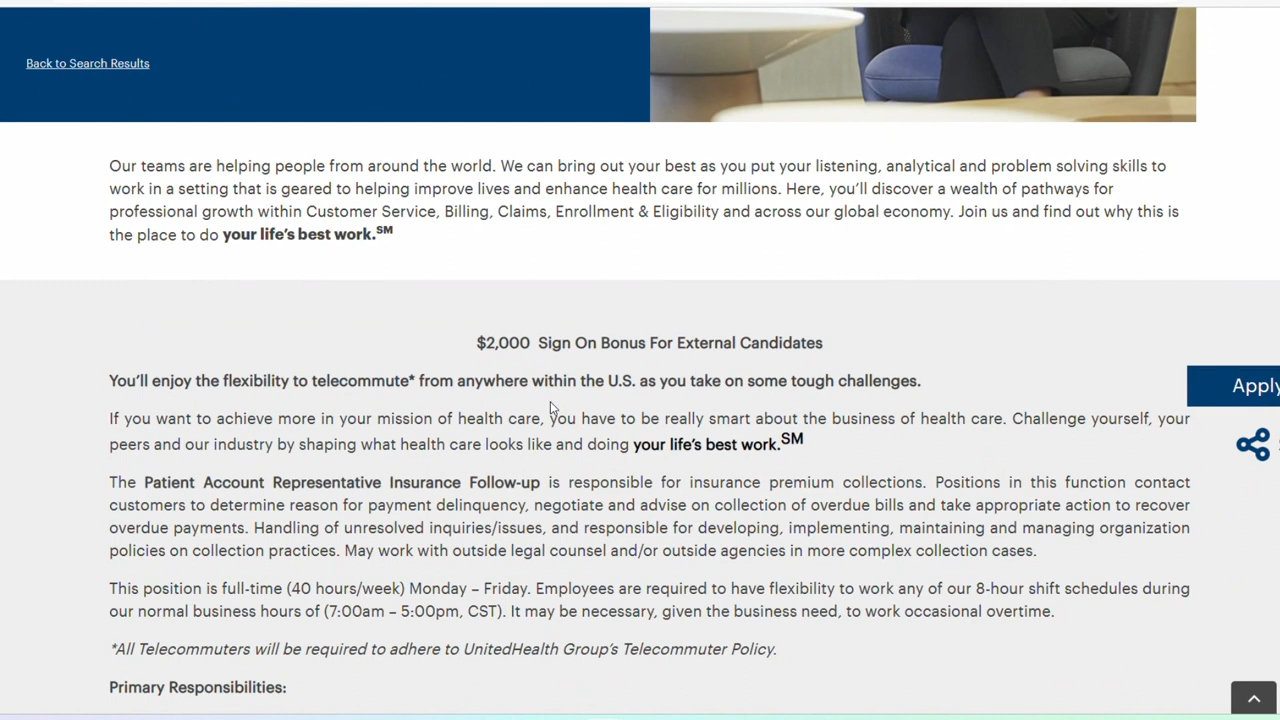 Back to Search Results
Our teams are helping people from around the world. We can bring out your best as you put your listening, analytical and problem solving skills to
work in a setting that is geared to helping improve lives and enhance health care for millions. Here, you’ll discover a wealth of pathways for
professional growth within Customer Service, Billing, Claims, Enrollment & Eligibility and across our global economy. Join us and find out why this is
the place to do your life’s best work.SM
$2,000 Sign On Bonus For External Candidates
You’ll enjoy the flexibility to telecommute* from anywhere within the U.S. as you take on some tough challenges.
Apply
If you want to achieve more in your mission of health care, you have to be really smart about the business of health care. Challenge yourself, your
peers and our industry by shaping what health care looks like and doing your life’s best work.SM
The Patient Account Representative Insurance Follow-up is responsible for insurance premium collections. Positions in this function contact
customers to determine reason for payment delinquency, negotiate and advise on collection of overdue bills and take appropriate action to recover
overdue payments. Handling of unresolved inquiries/issues, and responsible for developing, implementing, maintaining and managing organization
policies on collection practices. May work with outside legal counsel and/or outside agencies in more complex collection cases.
This position is full-time (40 hours/week) Monday – Friday. Employees are required to have flexibility to work any of our 8-hour shift schedules during
our normal business hours of (7:00am – 5:00pm, CST). It may be necessary, given the business need, to work occasional overtime.
*All Telecommuters will be required to adhere to UnitedHealth Group’s Telecommuter Policy.
Primary Responsibilities: